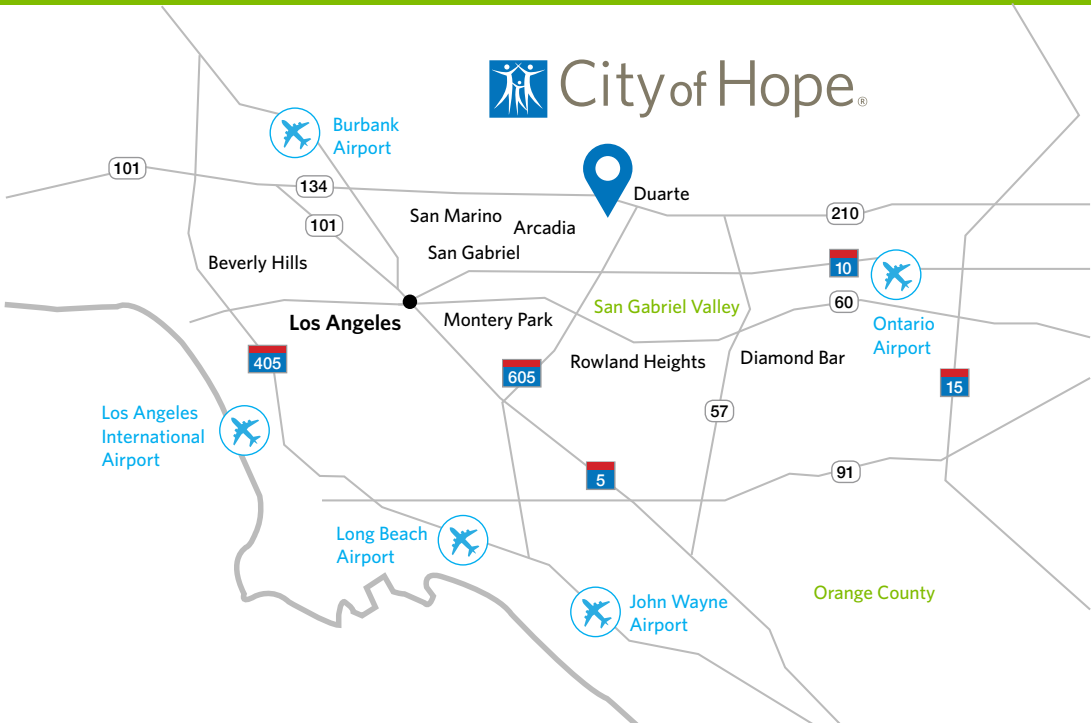 City of Hope®
Burbank
Airport
101
134
Duarte
San Marino
Arcadia
210
101
San Gabriel
Beverly Hills
10
Los Angeles
Montery Park
San Gabriel Valley
60
Ontario
Airport
405
605
Rowland Heights
Diamond Bar
15
57
Los Angeles
International
Airport
5
91
Long Beach
Airport
John Wayne
Airport
Orange County